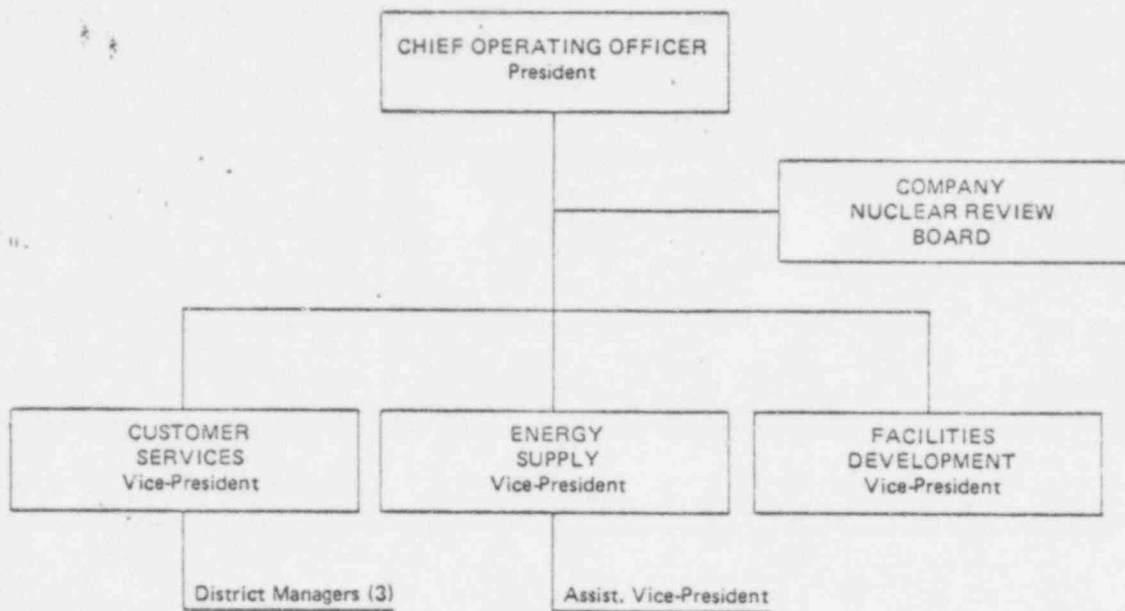 CHIEF OPERATING OFFICER
President
COMPANY
NUCLEAR REVIEW
BOARD
CUSTOMER
SERVICES
Vice-President
ENERGY
SUPPLY
Vice-President
FACILITIES
DEVELOPMENT
Vice-President
District Managers (3)
Assist. Vice-President